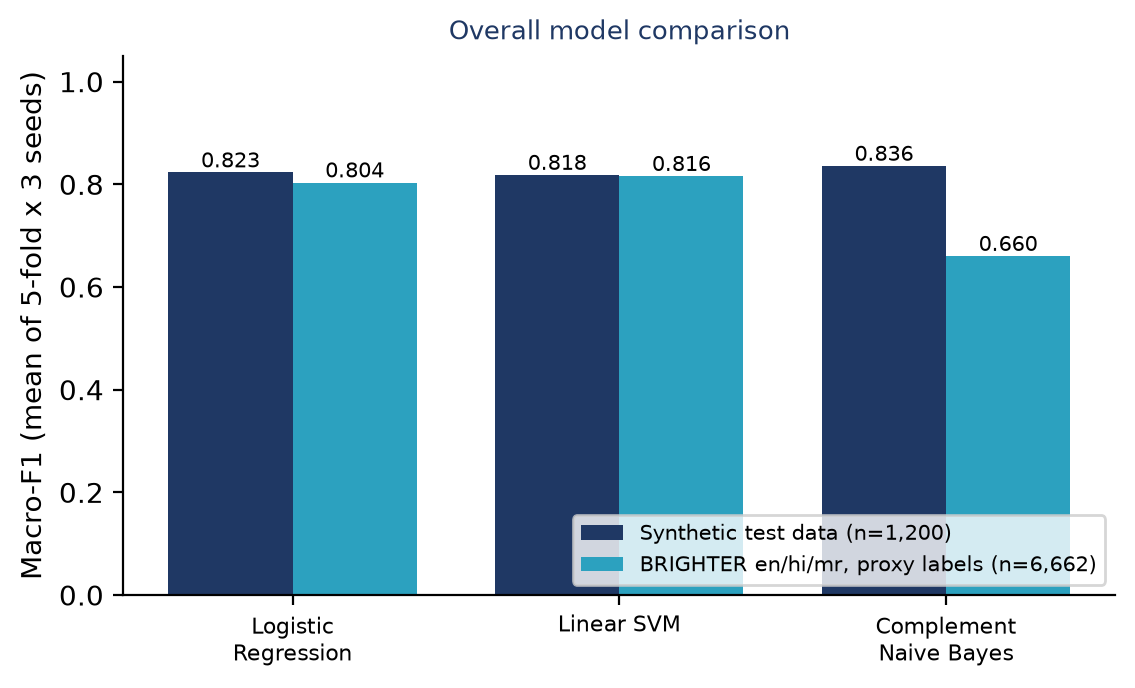 Overall model comparison
Macro-F1 (mean of 5-fold x 3 seeds)
1.0
0.8
0.6
0.4
0.2
0.0
0.823
0.804
0.818
0.816
0.836
0.660
Synthetic test data (n=1,200)
BRIGHTER en/hi/mr, proxy labels (n=6,662)
Logistic
Regression
Linear SVM
Complement
Naive Bayes